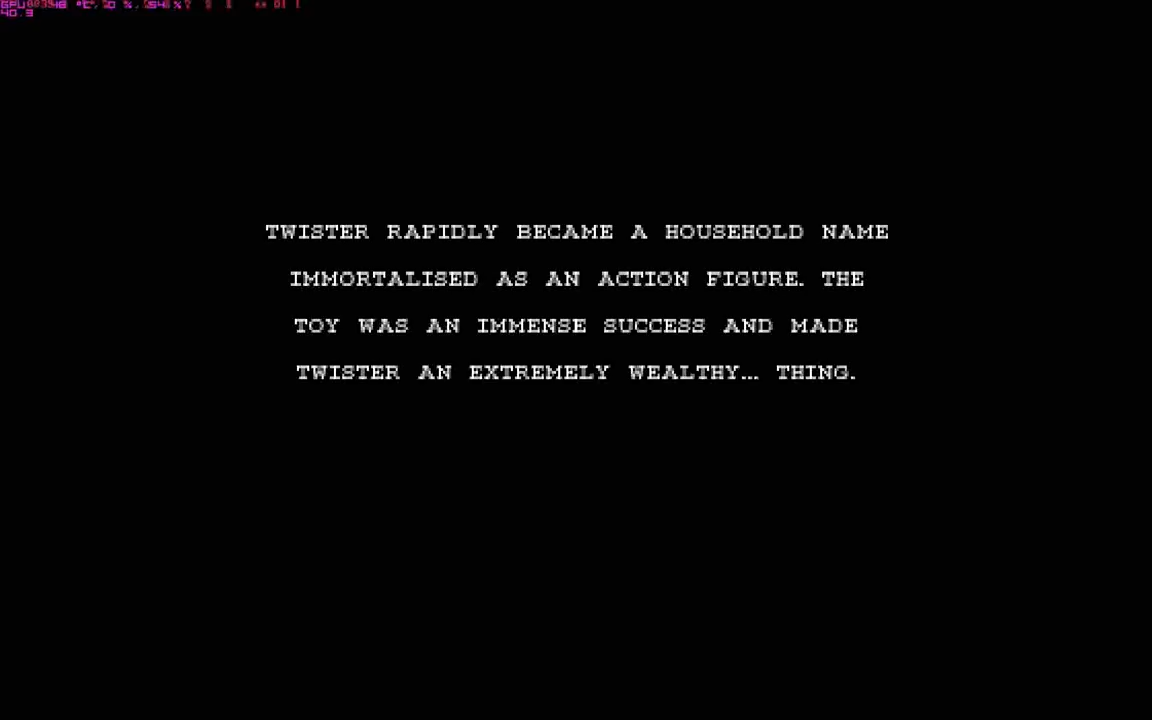 TWISTER RAPIDLY BECAME A HOUSEHOLD NAME
IMMORTALISED AS AN ACTION FIGURE. THE
TOY WAS AN IMMENSE SUCCESS AND MADE
TWISTER AN EXTREMELY WEALTHY... THING.